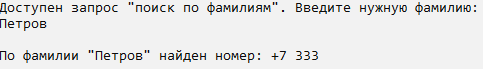 Доступен запрос "поиск по фамилиям". Введите нужную фамилию:
Петров
По фамилии "Петров" найден номер: +7 333